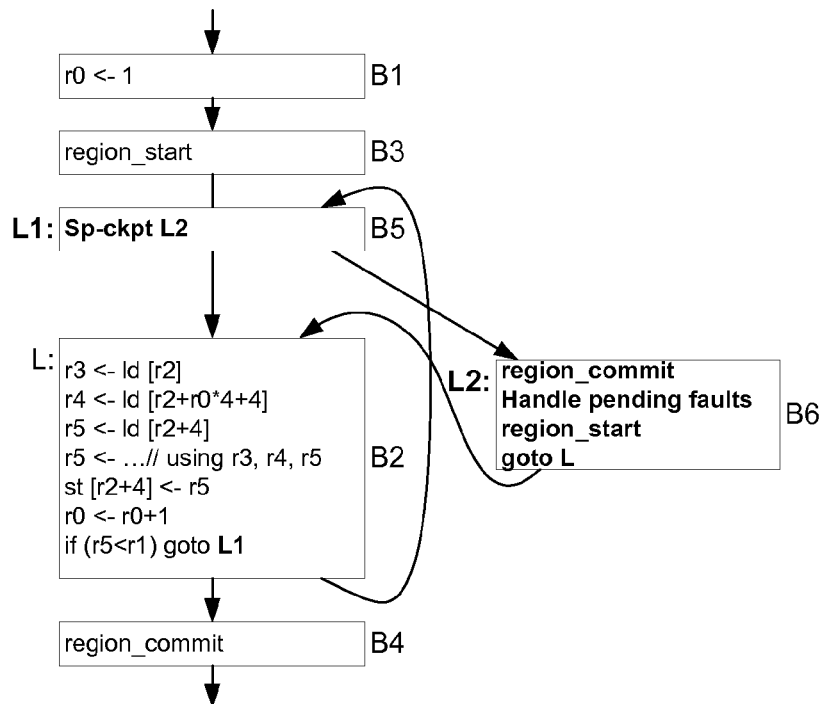 r0 <- 1
B1
region_start
B3
L1: Sp-ckpt L2
B5
L:
r3 <- ld [r2]
r4 <- ld [r2+r0*4+4]
r5 <- ld [r2+4]
r5 <- ...// using r3, r4, r5
st [r2+4] <- r5
r0 <- r0+1
if (r5<r1) goto L1
B2
L2:
region_commit
Handle pending faults
region_start
goto L
B6
region_commit
B4